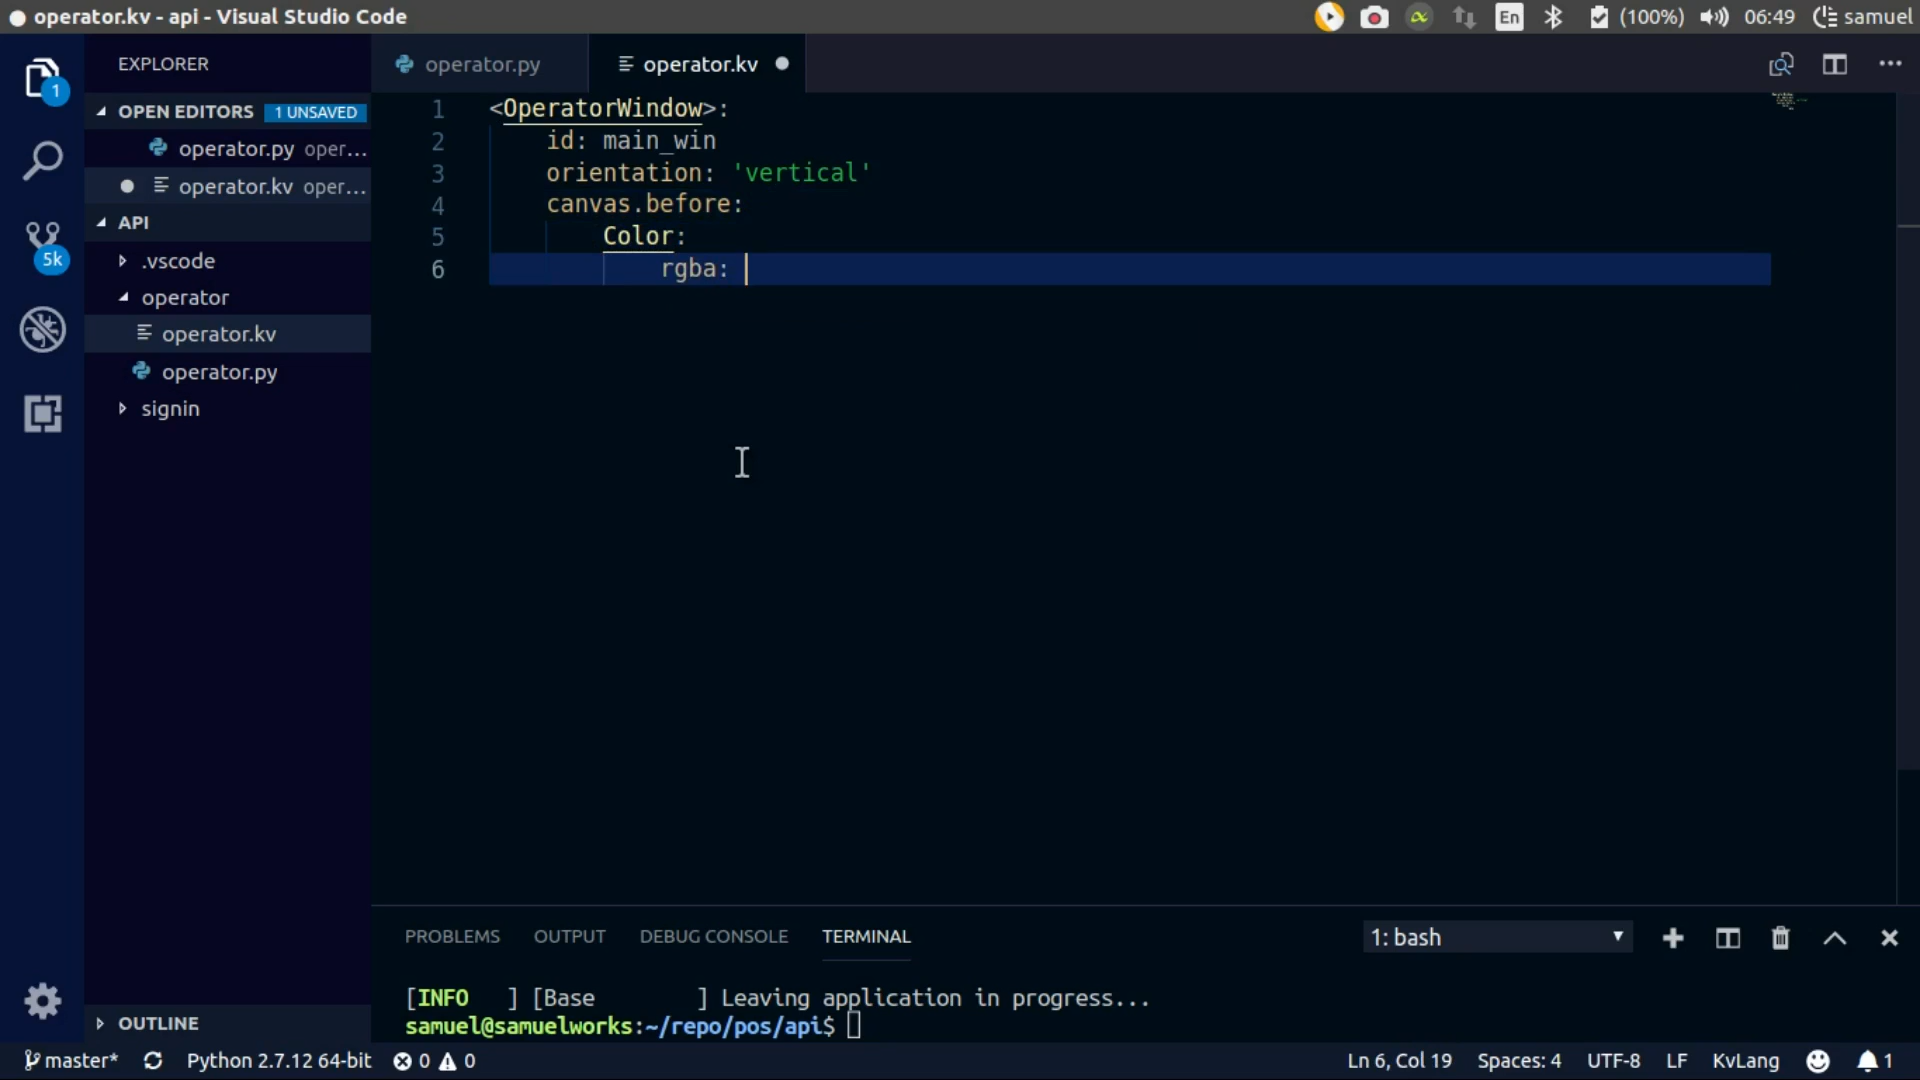 operator.kv - api - Visual Studio Code
En
(100%)
06:49
samuel
1
5k
EXPLORER
OPEN EDITORS 1 UNSAVED
operator.py oper...
operator.kv oper...
API
.vscode
operator
operator.kv
operator.py
signin
OUTLINE
operator.py
operator.kv
1 <OperatorWindow>:
2 id: main_win
3 orientation: 'vertical'
4 canvas.before:
5 Color:
6 rgba:
PROBLEMS OUTPUT DEBUG CONSOLE TERMINAL
1: bash
[INFO ] [Base ] Leaving application in progress...
samuel@samuelworks:~/repo/pos/api$
master* Python 2.7.12 64-bit 0 0 Ln 6, Col 19 Spaces: 4 UTF-8 LF KvLang 1